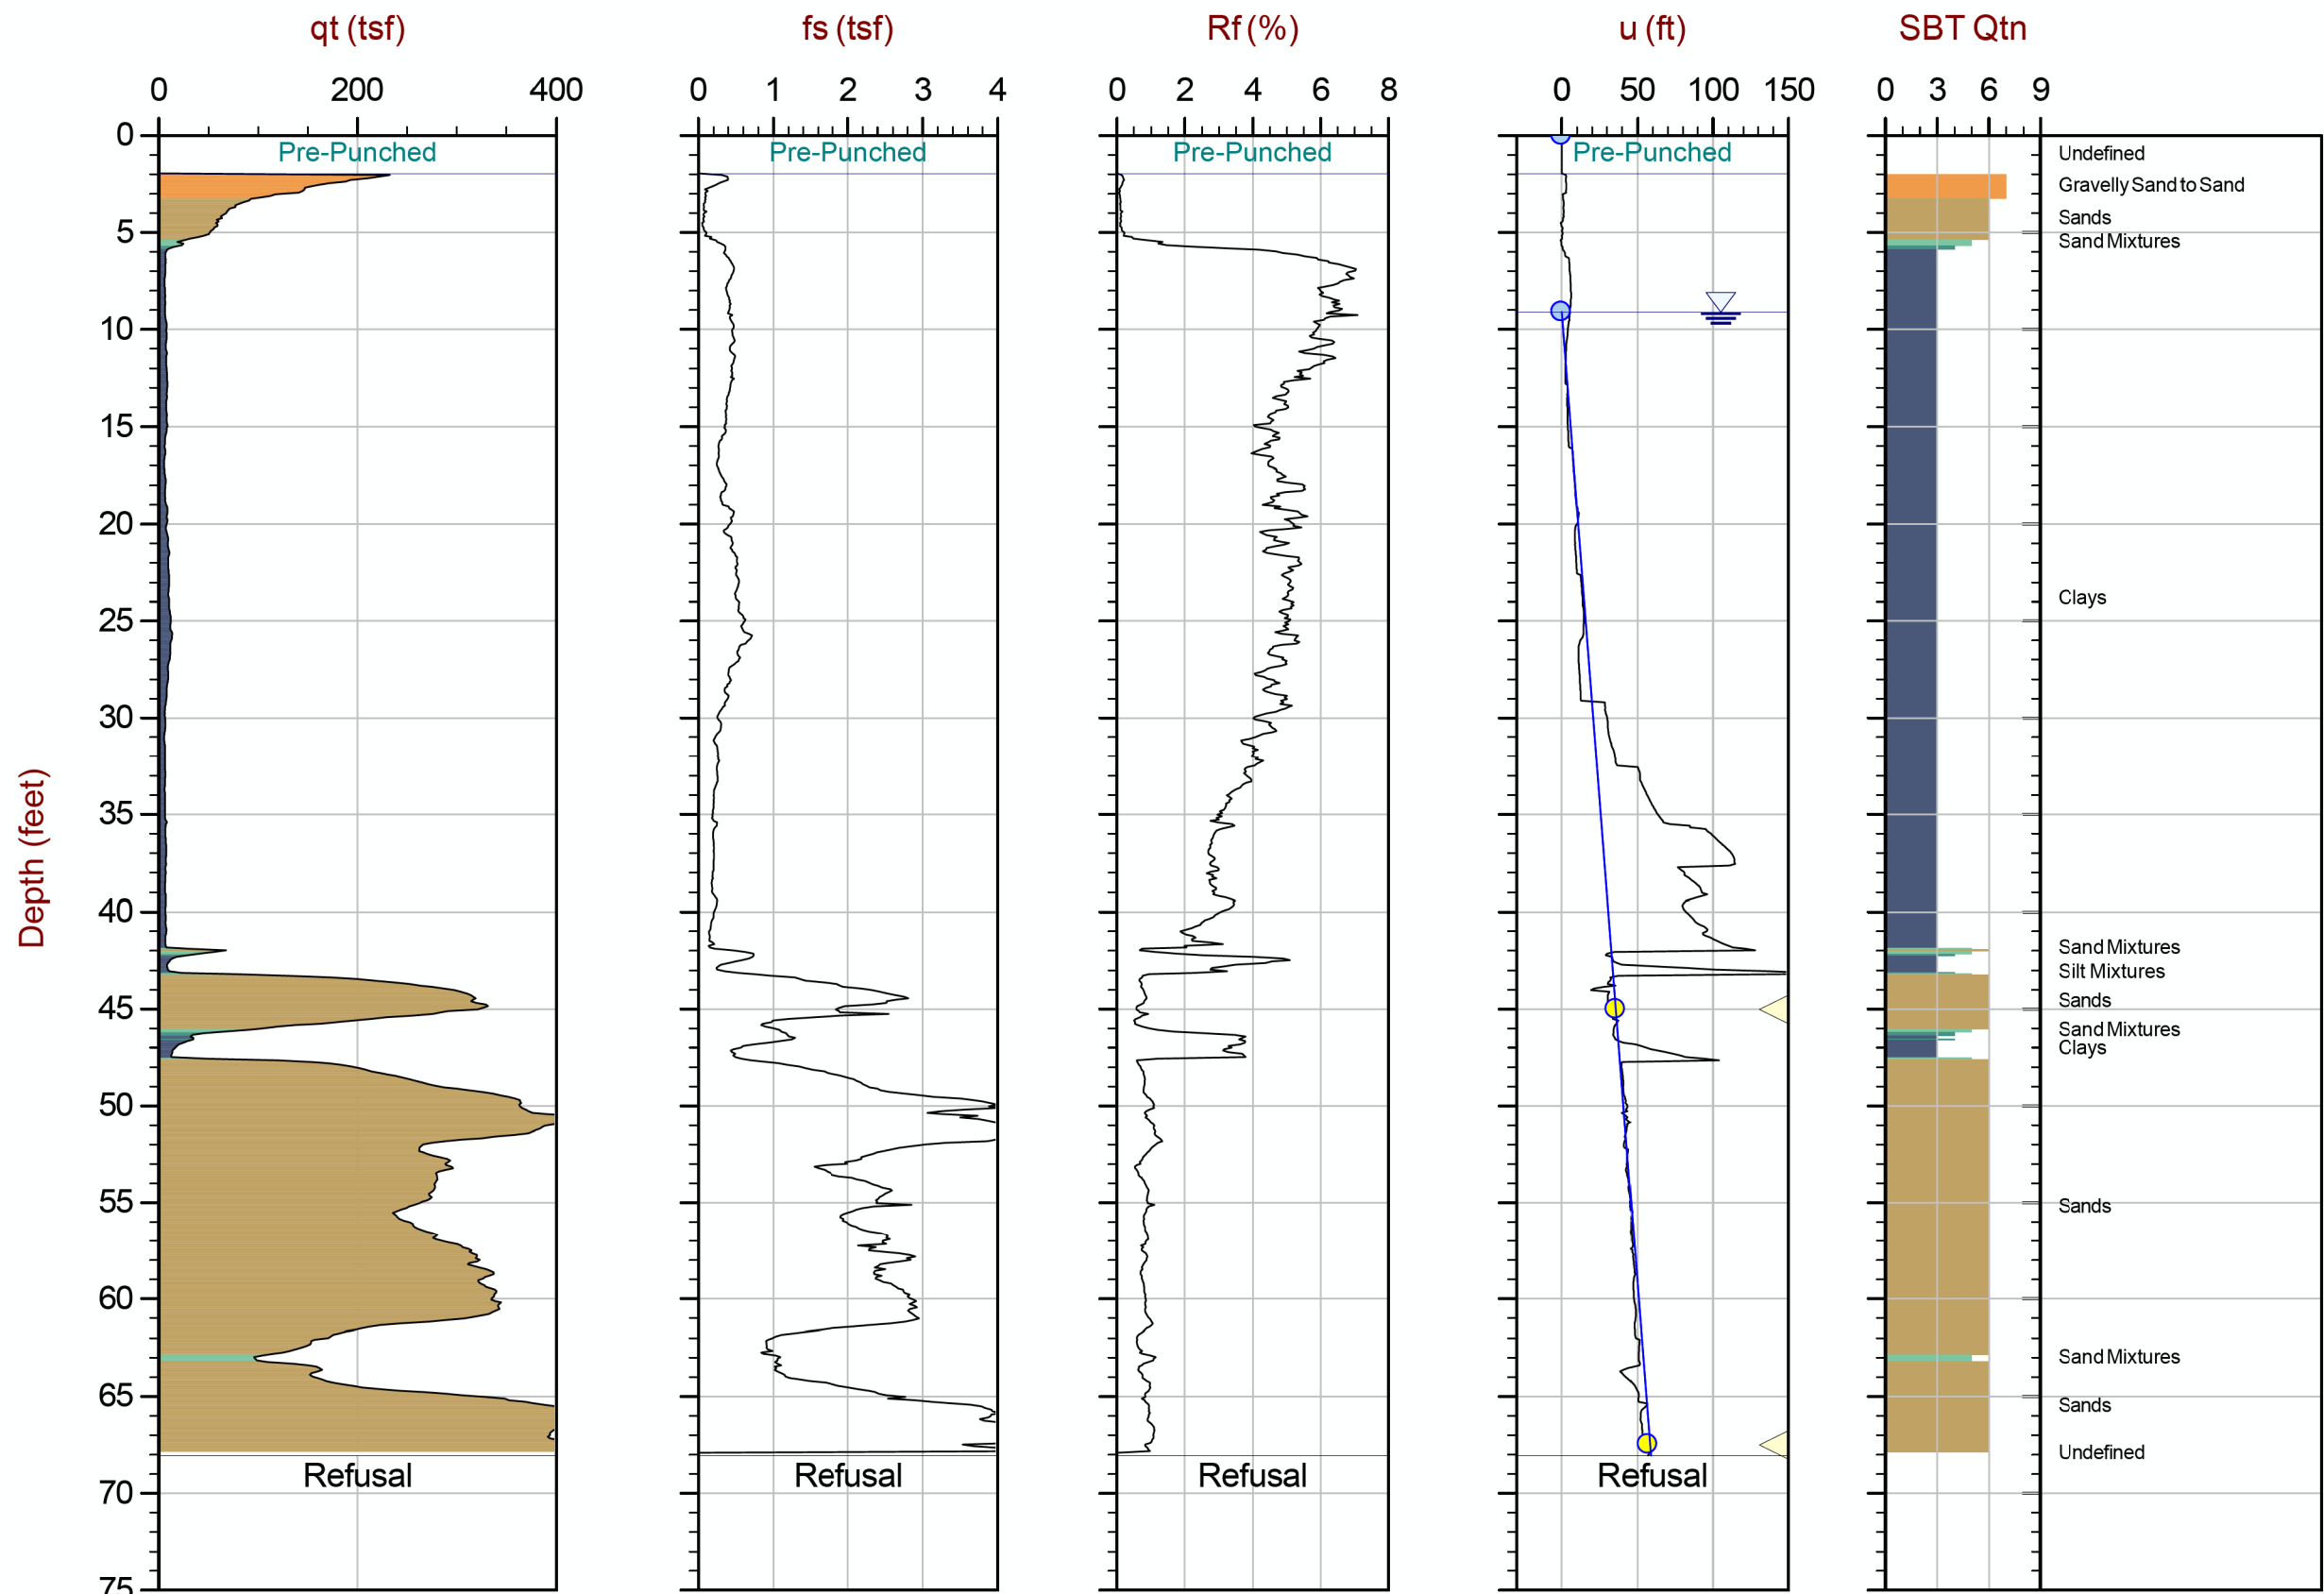 qt (tsf) fs (tsf) Rf (%) u (ft) SBT Qtn
0 200 400 0 1 2 3 4 0 2 4 6 8 0 50 100 150 0 3 6 9
0
Pre-Punched Pre-Punched Pre-Punched Pre-Punched Undefined
Gravelly Sand to Sand
Sands
5
Sand Mixtures
10
15
20
Clays
25
30
35
Depth (feet)
40
Sand Mixtures
Silt Mixtures
Sands
45
Sand Mixtures
Clays
50
55
Sands
60
Sand Mixtures
65
Sands
Undefined
Refusal Refusal Refusal Refusal
70
75